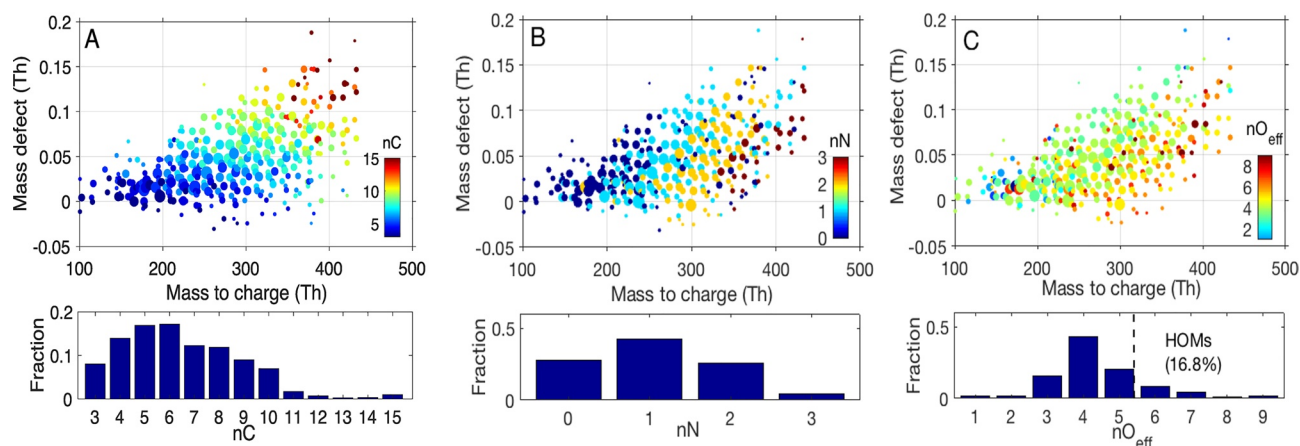 A
Mass defect (Th)
0.2
0.15
0.1
0.05
0
-0.05
100
200
300
400
500
Mass to charge (Th)
nC
15
10
5
Fraction
0.2
0.1
0
3 4 5 6 7 8 9 10 11 12 13 14 15
nC
B
Mass defect (Th)
0.2
0.15
0.1
0.05
0
-0.05
100
200
300
400
500
Mass to charge (Th)
nN
3
2
1
0
Fraction
0.5
0
0 1 2 3
nN
C
Mass defect (Th)
0.2
0.15
0.1
0.05
0
-0.05
100
200
300
400
500
Mass to charge (Th)
nOeff
8
6
4
2
Fraction
0.5
0
HOMs
(16.8%)
1 2 3 4 5 6 7 8 9
nOeff